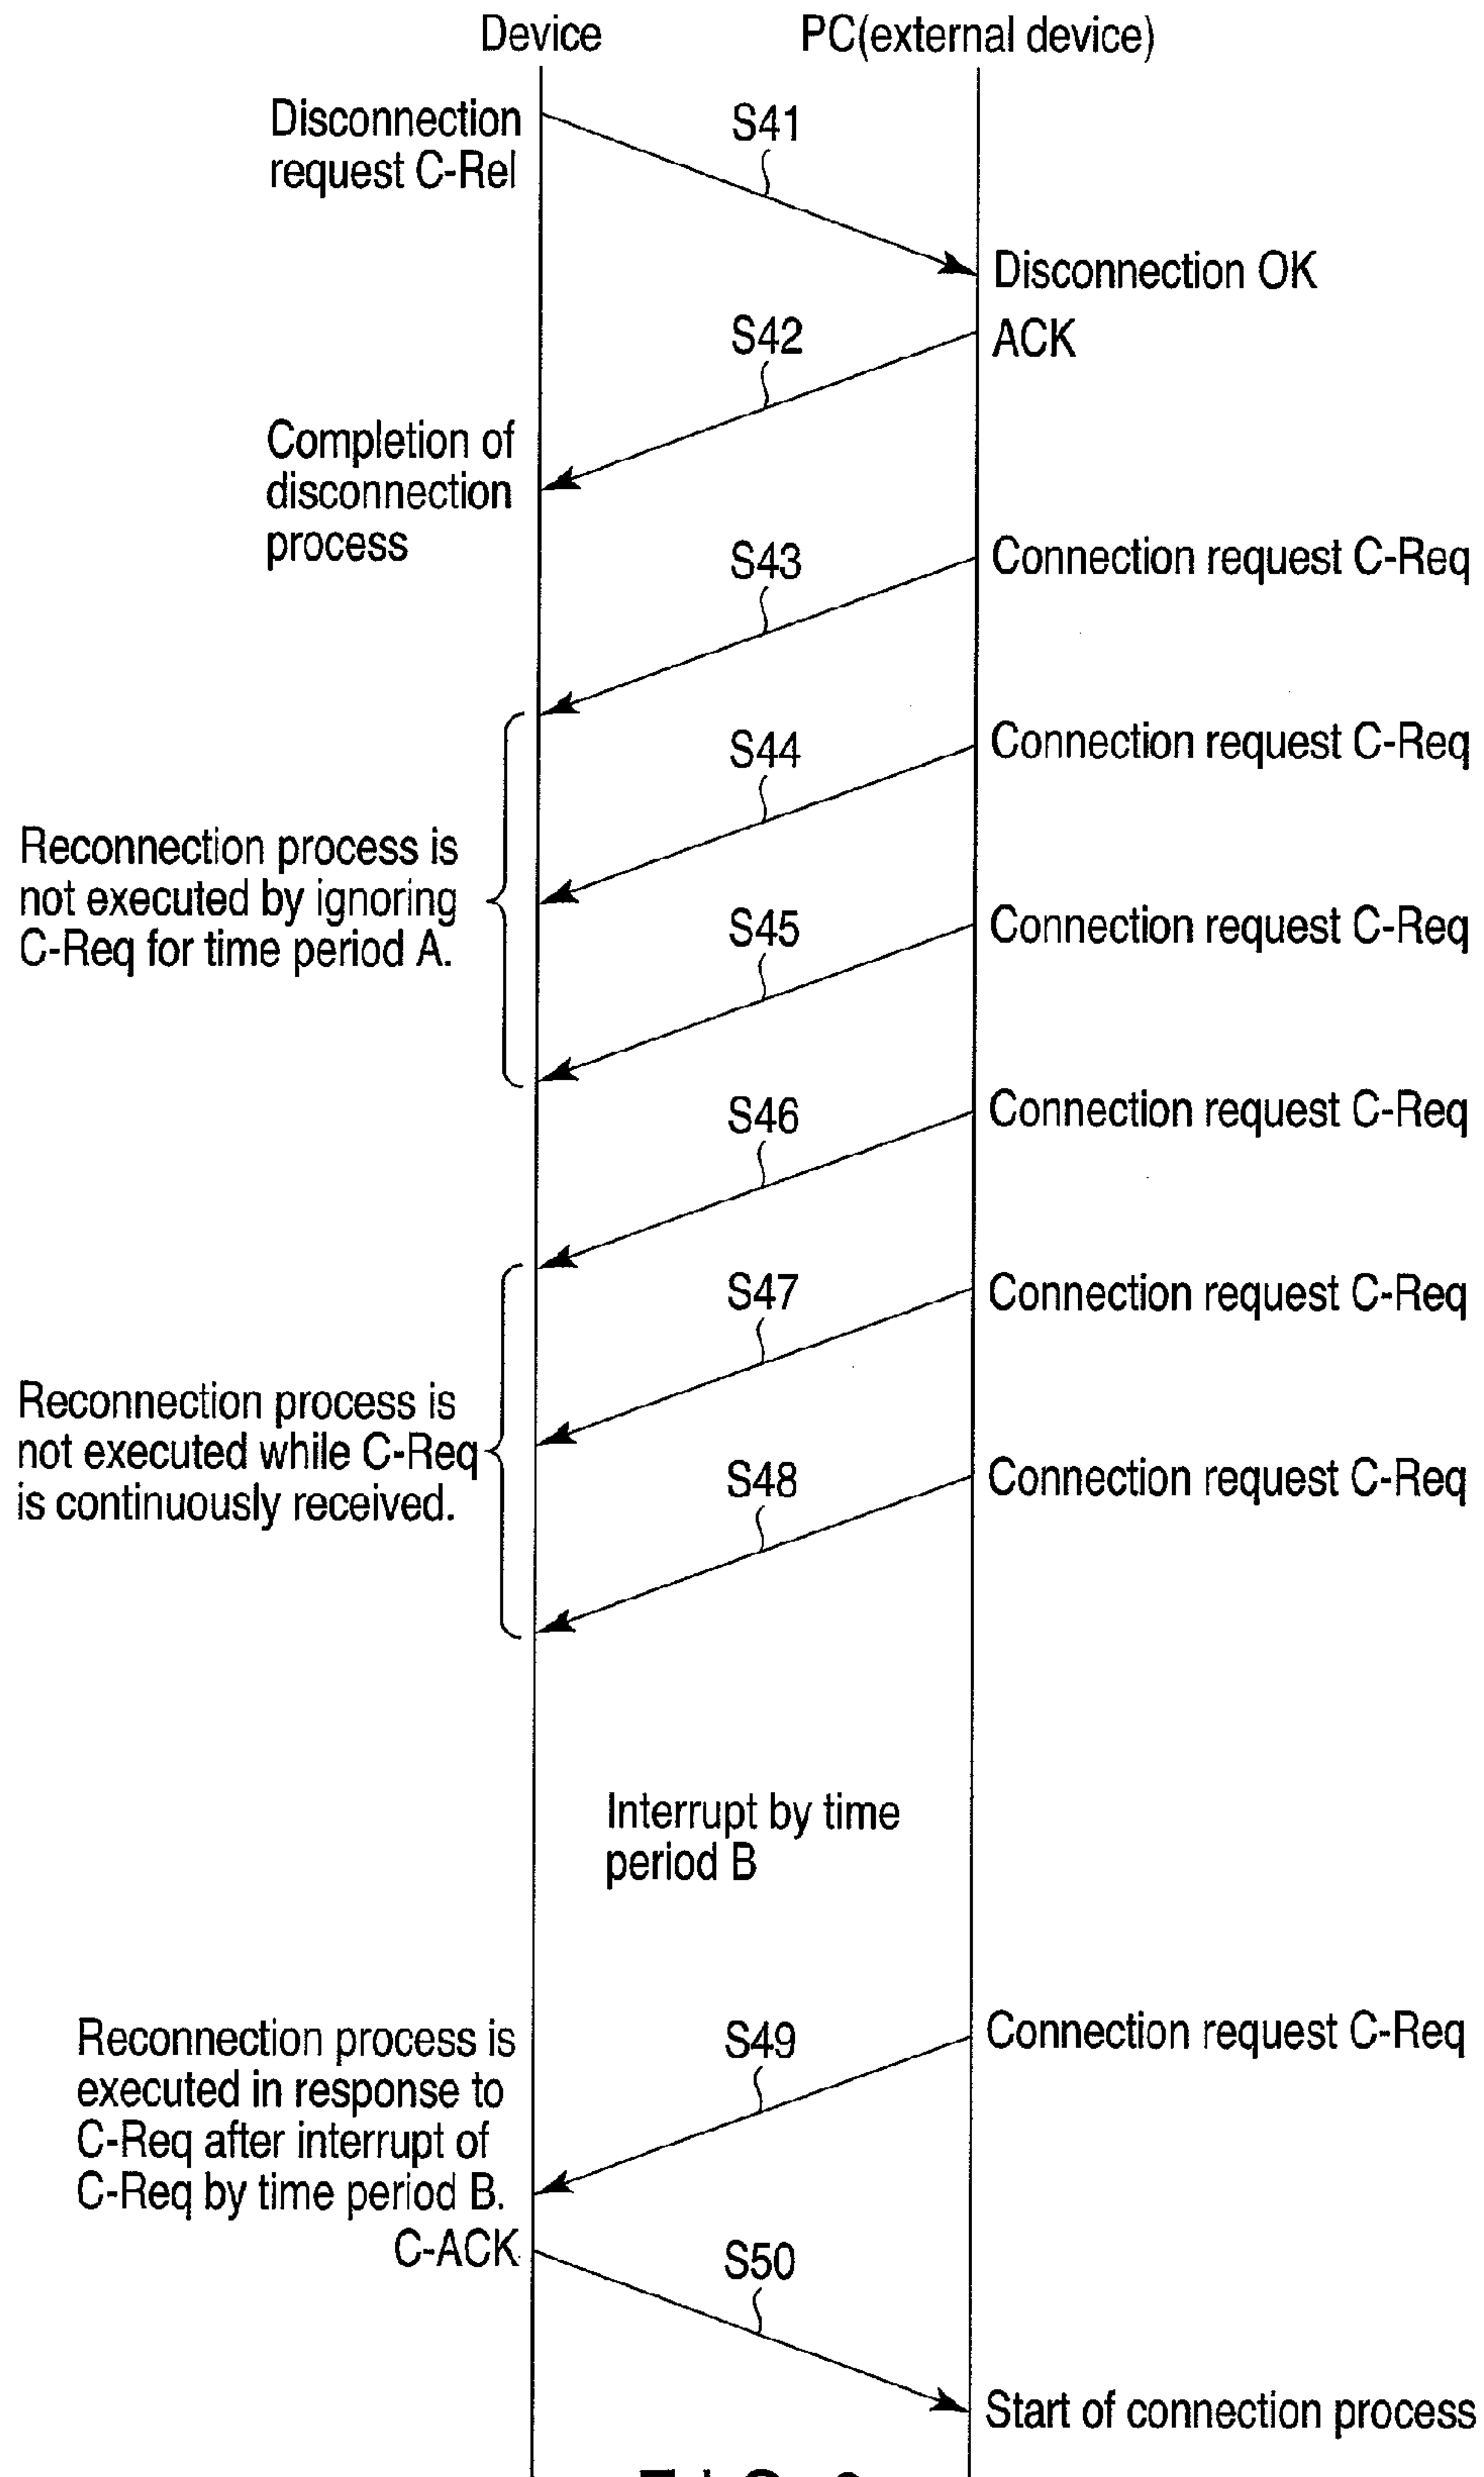 Device
PC(external device)
Disconnection
request C-Rel
S41
Disconnection OK
S42
ACK
Completion of
disconnection
process
S43
Connection request C-Req
S44
Connection request C-Req
Reconnection process is
not executed by ignoring
C-Req for time period A.
S45
Connection request C-Req
S46
Connection request C-Req
S47
Connection request C-Req
Reconnection process is
not executed while C-Req
is continuously received.
S48
Connection request C-Req
Interrupt by time
period B
S49
Connection request C-Req
Reconnection process is
executed in response to
C-Req after interrupt of
C-Req by time period B.
C-ACK
S50
Start of connection process